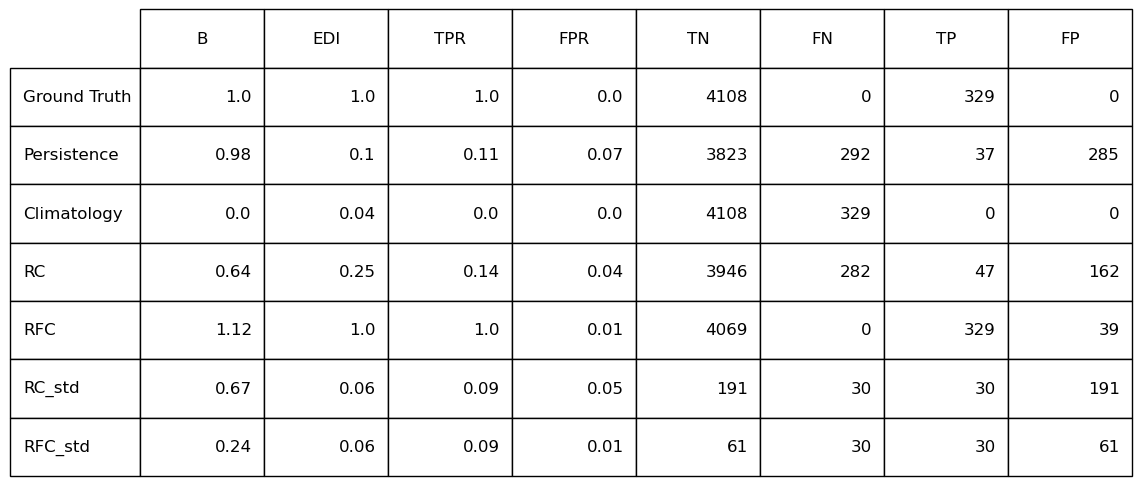 B EDI TPR FPR TN FN TP FP
Ground Truth 1.0 1.0 1.0 0.0 4108 0 329 0
Persistence 0.98 0.1 0.11 0.07 3823 292 37 285
Climatology 0.0 0.04 0.0 0.0 4108 329 0 0
RC 0.64 0.25 0.14 0.04 3946 282 47 162
RFC 1.12 1.0 1.0 0.01 4069 0 329 39
RC_std 0.67 0.06 0.09 0.05 191 30 30 191
RFC_std 0.24 0.06 0.09 0.01 61 30 30 61